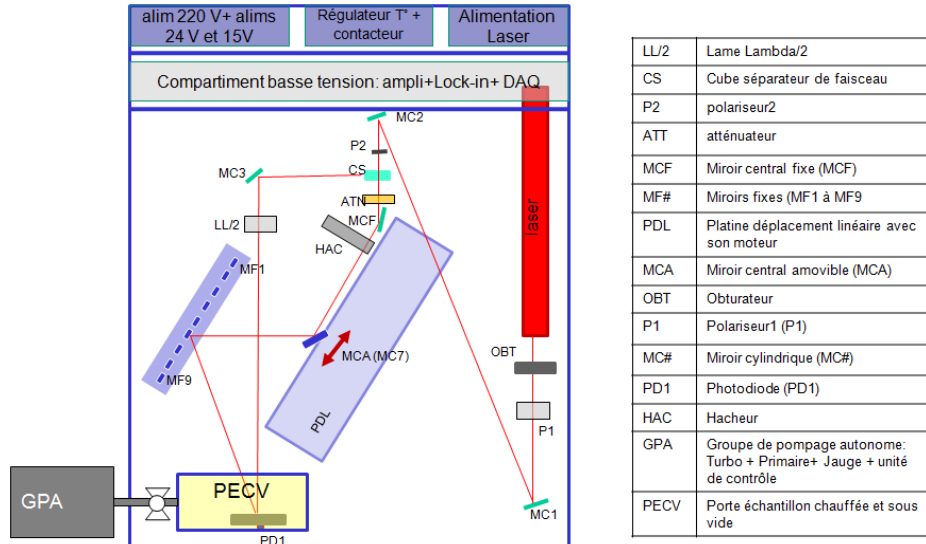 alim 220 V+ alims
24 V et 15V
Régulateur T° +
contacteur
Alimentation
Laser
Compartiment basse tension: ampli+Lock-in+ DAQ
MC2
P2
MC3
CS
ATN
MCF
LL/2
HAC
laser
MF1
OBT
MCA (MC7)
MF9
PDL
P1
PECV
GPA
MC1
PD1
LL/2 Lame Lambda/2
CS Cube séparateur de faisceau
P2 polariseur2
ATT atténuateur
MCF Miroir central fixe (MCF)
MF# Miroirs fixes (MF1 à MF9
PDL Platine déplacement linéaire avec
son moteur
MCA Miroir central amovible (MCA)
OBT Obturateur
P1 Polariseur1 (P1)
MC# Miroir cylindrique (MC#)
PD1 Photodiode (PD1)
HAC Hacheur
GPA Groupe de pompage autonome:
Turbo + Primaire+ Jauge + unité
de contrôle
PECV Porte échantillon chauffée et sous
vide